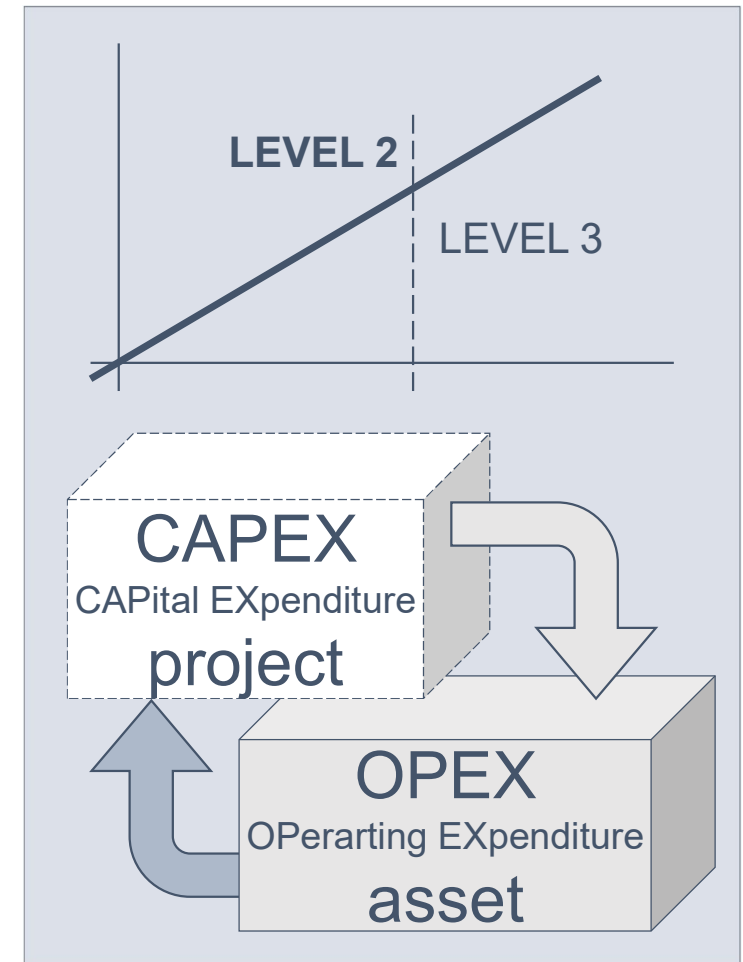 LEVEL 2
LEVEL 3
CAPEX
CAPital EXpenditure
project
OPEX
OPerarting EXpenditure
asset